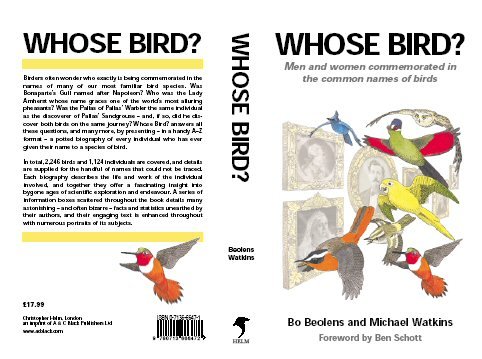 WHOSE BIRD?
Birders often wonder who exactly is being commemorated in the
names of many of our most familiar bird species. Was
Bonaparte's Gull named after Napoleon? Who was the Lady
Amherst whose name graces one of the world's most alluring
pheasants? Was the Pallas of Pallas' Warbler the same individual
as the discoverer of Pallas' Sandgrouse – and, if so, did he dis-
cover both birds on the same journey? Whose Bird? answers all
these questions, and many more, by presenting – in a handy A-Z
format – a potted biography of every individual who has ever
given their name to a species of bird.
In total, 2,246 birds and 1,124 individuals are covered, and details
are supplied for the handful of names that could not be traced.
Each biography describes the life and work of the individual
involved, and together they offer a fascinating insight into
bygone ages of scientific exploration and endeavour. A series of
information boxes scattered throughout the book details many
astonishing – and often bizarre – facts and statistics unearthed by
their authors, and their engaging text is enhanced throughout
with numerous portraits of its subjects.
£17.99
Christopher Helm, London
an imprint of A & C Black Publishers Ltd
www.acblack.com
WHOSE BIRD?
Beolens
Watkins
HELM
WHOSE BIRD?
Men and women commemorated in
the common names of birds
Bo Beolens and Michael Watkins
Foreword by Ben Schott